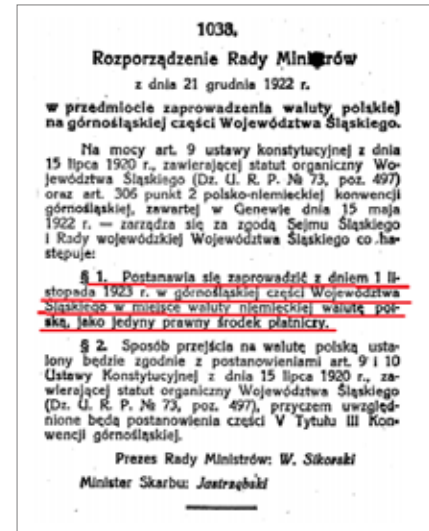 1038.
Rozporządzenie Rady Ministrów
z dnia 21 grudnia 1922 r.
w przedmiocie zaprowadzenia waluty polskiej
na górnośląskiej części Województwa Śląskiego.
Na mocy art. 9 ustawy konstytucyjnej z dnia
15 lipca 1920 r., zawierającej statut organiczny Wo-
jewództwa Śląskiego (Dz. U. R. P. № 73, poz. 497)
oraz art. 306 punkt 2 polsko-niemieckiej konwencji
górnośląskiej, zawartej w Genewie dnia 15 maja
1922 r. — zarządza się za zgodą Sejmu Śląskiego
i Rady wojewódzkiej Województwa Śląskiego co na-
stępuje:
§ 1. Postanawia się zaprowadzić z dniem 1 li-
stopada 1923 r. w górnośląskiej części Województwa
Śląskiego w miejsce waluty niemieckiej walutę pol-
ską, jako jedyny prawny środek płatniczy.
§ 2. Sposób przejścia na walutę polską usta-
lony będzie zgodnie z postanowieniami art. 9 i 10
Ustawy Konstytucyjnej z dnia 15 lipca 1920 r., za-
wierającej statut organiczny Województwa Śląskiego
(Dz. U. R. P. № 73, poz. 497), przyczem uwzględ-
nione będą postanowienia części V Tytułu III Kon-
wencji górnośląskiej.
Prezes Rady Ministrów: W. Sikorski
Minister Skarbu: Jastrzębski